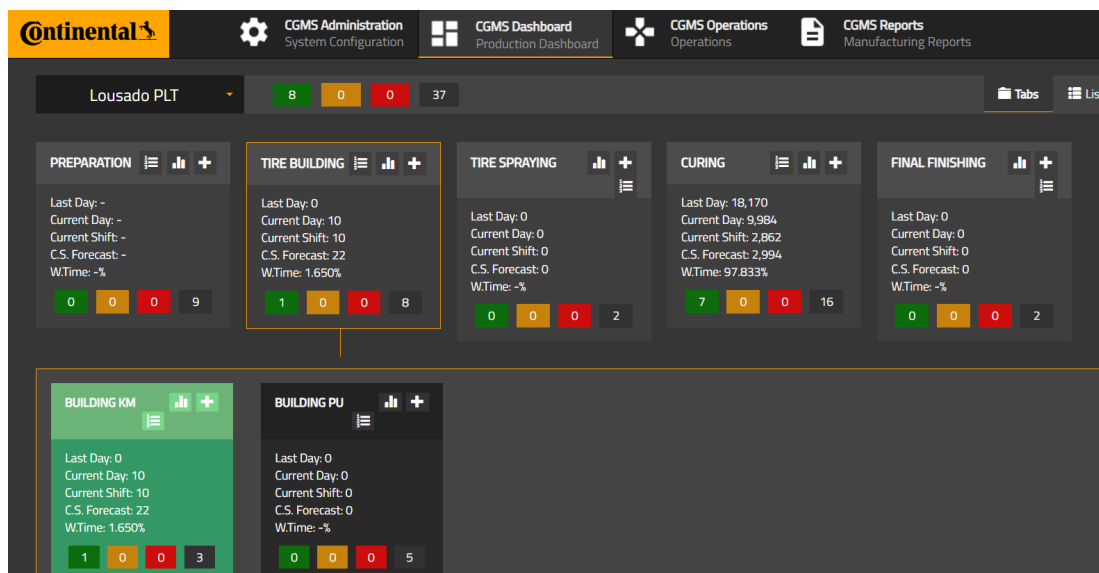 Continental
CGMS Administration
System Configuration
CGMS Dashboard
Production Dashboard
CGMS Operations
Operations
CGMS Reports
Manufacturing Reports
Lousado PLT
8 0 0 37
Tabs
Lis
PREPARATION
Last Day: -
Current Day: -
Current Shift: -
C.S. Forecast: -
W.Time: -%
0 0 0 9
TIRE BUILDING
Last Day: 0
Current Day: 10
Current Shift: 10
C.S. Forecast: 22
W.Time: 1.650%
1 0 0 8
TIRE SPRAYING
Last Day: 0
Current Day: 0
Current Shift: 0
C.S. Forecast: 0
W.Time: -%
0 0 0 2
CURING
Last Day: 18,170
Current Day: 9,984
Current Shift: 2,862
C.S. Forecast: 2,994
W.Time: 97.833%
7 0 0 16
FINAL FINISHING
Last Day: 0
Current Day: 0
Current Shift: 0
C.S. Forecast: 0
W.Time: -%
0 0 0 2
BUILDING KM
Last Day: 0
Current Day: 10
Current Shift: 10
C.S. Forecast: 22
W.Time: 1.650%
1 0 0 3
BUILDING PU
Last Day: 0
Current Day: 0
Current Shift: 0
C.S. Forecast: 0
W.Time: -%
0 0 0 5